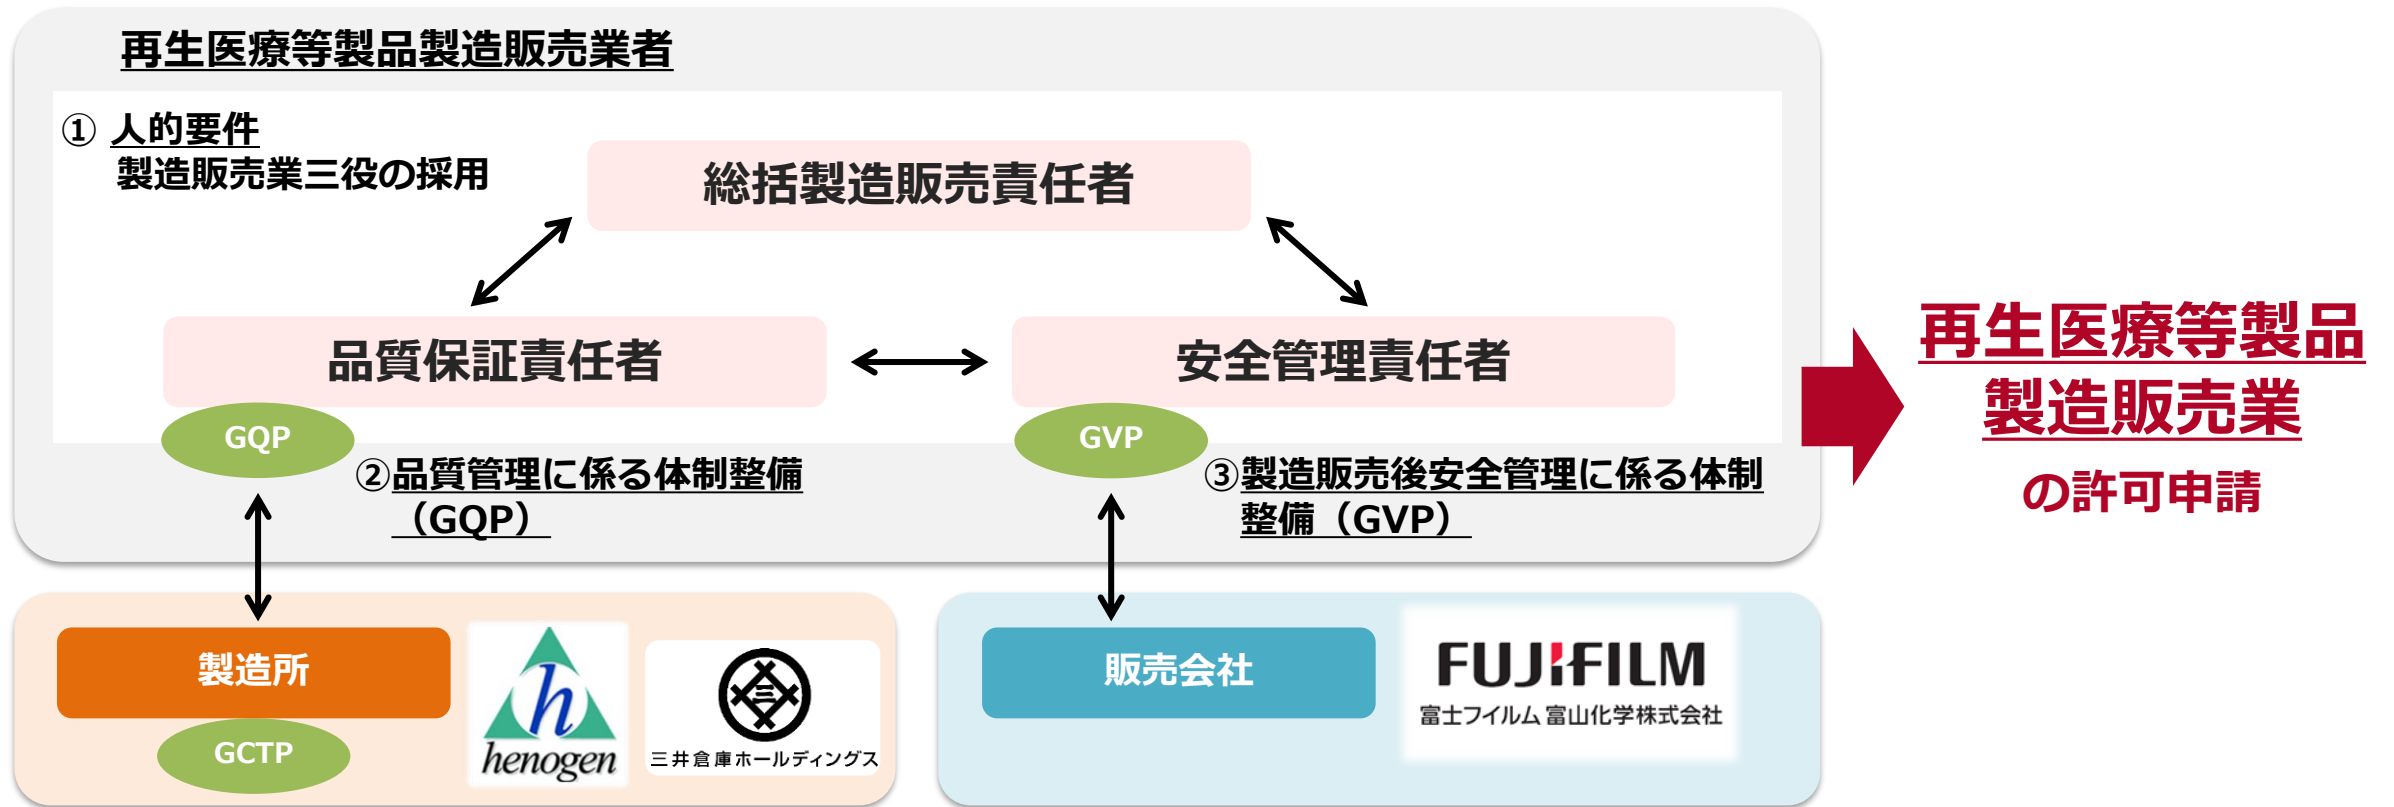 再生医療等製品製造販売業者
① 人的要件
製造販売業三役の採用
総括製造販売責任者
品質保証責任者
安全管理責任者
GQP
GVP
②品質管理に係る体制整備
（GQP）
③製造販売後安全管理に係る体制
整備（GVP）
再生医療等製品
製造販売業
の許可申請
製造所
GCTP
h
henogen
三
三井倉庫ホールディングス
販売会社
FUJIFILM
富士フイルム 富山化学株式会社